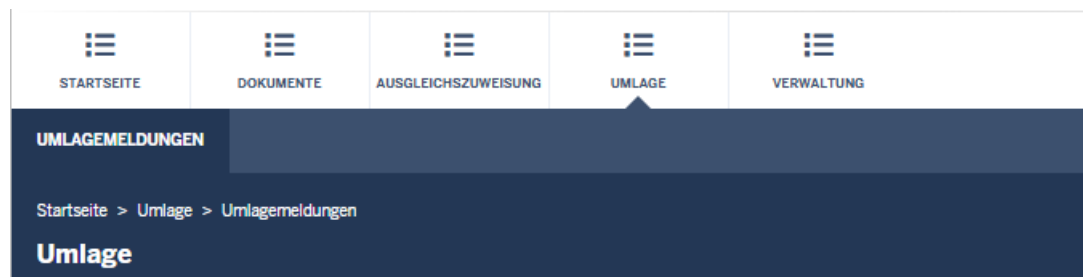 STARTSEITE DOKUMENTE AUSGLEICHSZUWEISUNG UMLAGE VERWALTUNG
UMLAGEMELDUNGEN
Startseite > Umlage > Umlagemeldungen
Umlage